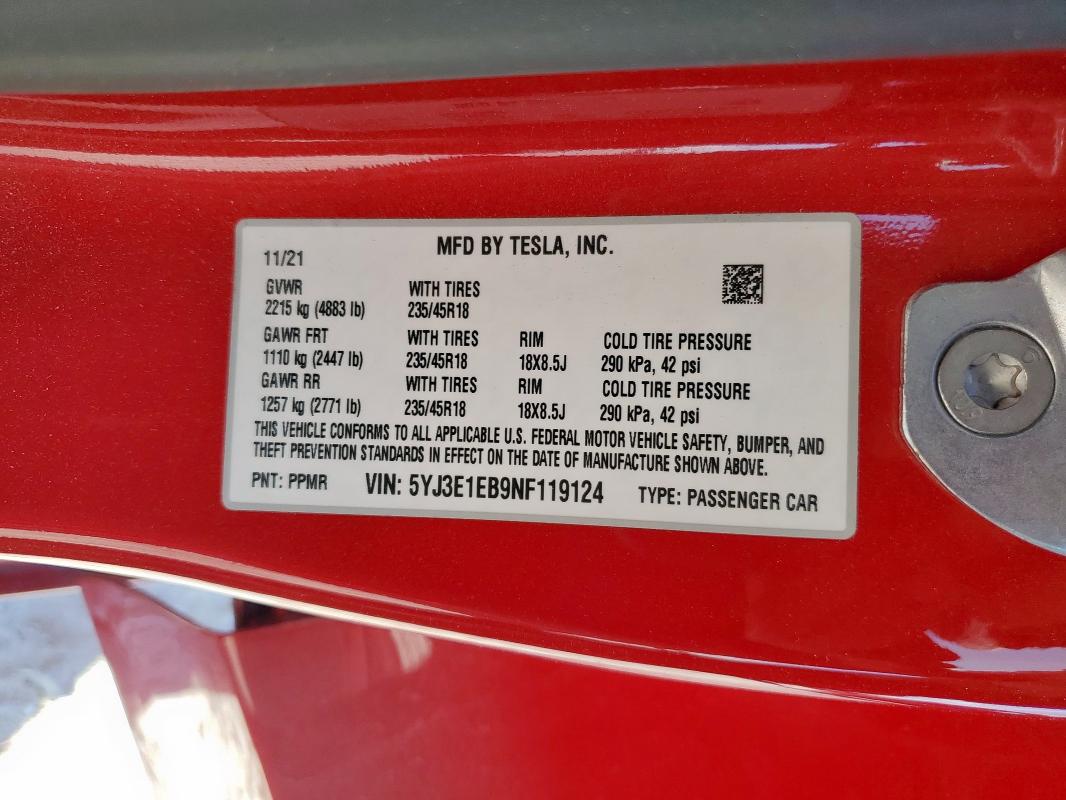 MFD BY TESLA, INC.
11/21
GVWR WITH TIRES
2215 kg (4883 lb) 235/45R18
GAWR FRT WITH TIRES RIM COLD TIRE PRESSURE
1110 kg (2447 lb) 235/45R18 18X8.5J 290 kPa, 42 psi
GAWR RR WITH TIRES RIM COLD TIRE PRESSURE
1257 kg (2771 lb) 235/45R18 18X8.5J 290 kPa, 42 psi
THIS VEHICLE CONFORMS TO ALL APPLICABLE U.S. FEDERAL MOTOR VEHICLE SAFETY, BUMPER, AND
THEFT PREVENTION STANDARDS IN EFFECT ON THE DATE OF MANUFACTURE SHOWN ABOVE.
PNT: PPMR VIN: 5YJ3E1EB9NF119124 TYPE: PASSENGER CAR